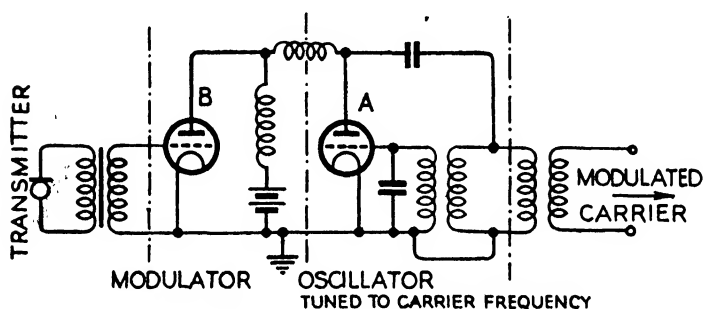 B
A
TRANSMITTER
MODULATED
CARRIER
MODULATOR
OSCILLATOR
TUNED TO CARRIER FREQUENCY